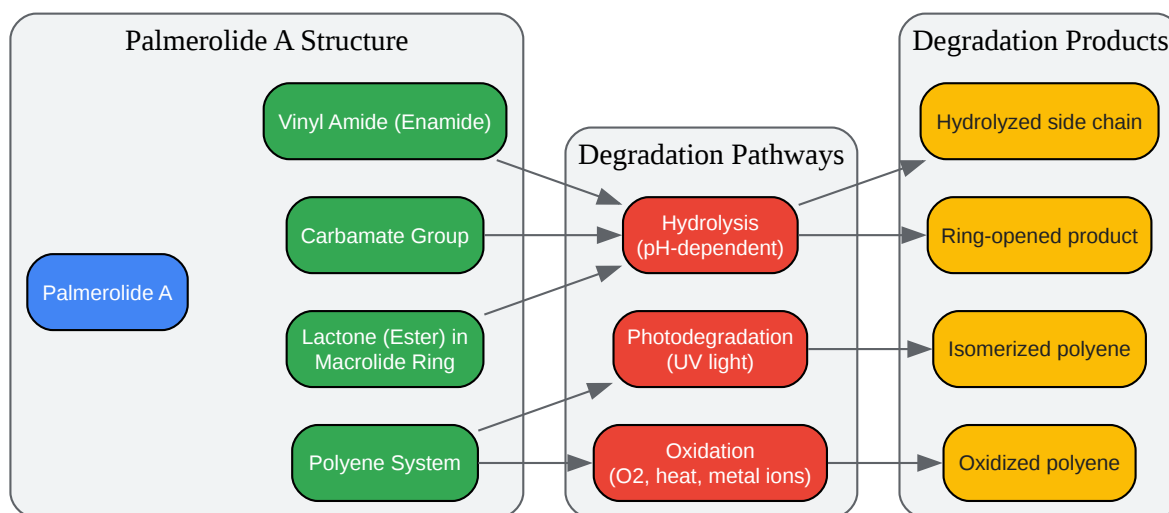 Palmerolide A Structure
Palmerolide A
Vinyl Amide (Enamide)
Carbamate Group
Lactone (Ester) in
Macrolide Ring
Polyene System
Degradation Pathways
Hydrolysis
(pH-dependent)
Photodegradation
(UV light)
Oxidation
(O2, heat, metal ions)
Degradation Products
Hydrolyzed side chain
Ring-opened product
Isomerized polyene
Oxidized polyene